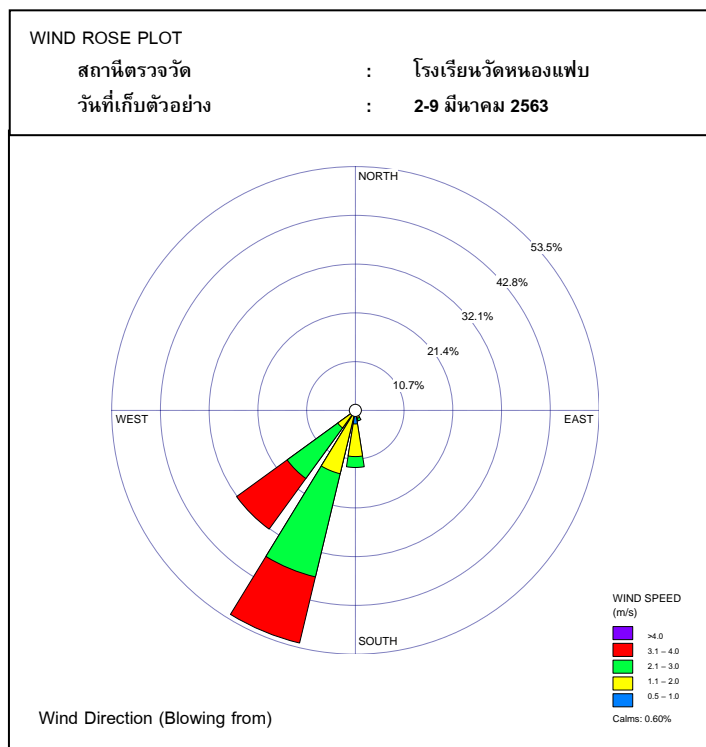 WIND ROSE PLOT
สถานีตรวจวัด : โรงเรียนวัดหนองแฟบ
วันที่เก็บตัวอย่าง : 2-9 มีนาคม 2563
NORTH
53.5%
42.8%
32.1%
21.4%
10.7%
WEST
EAST
SOUTH
WIND SPEED
(m/s)
>4.0
3.1 – 4.0
2.1 – 3.0
1.1 – 2.0
0.5 – 1.0
Calms: 0.60%
Wind Direction (Blowing from)